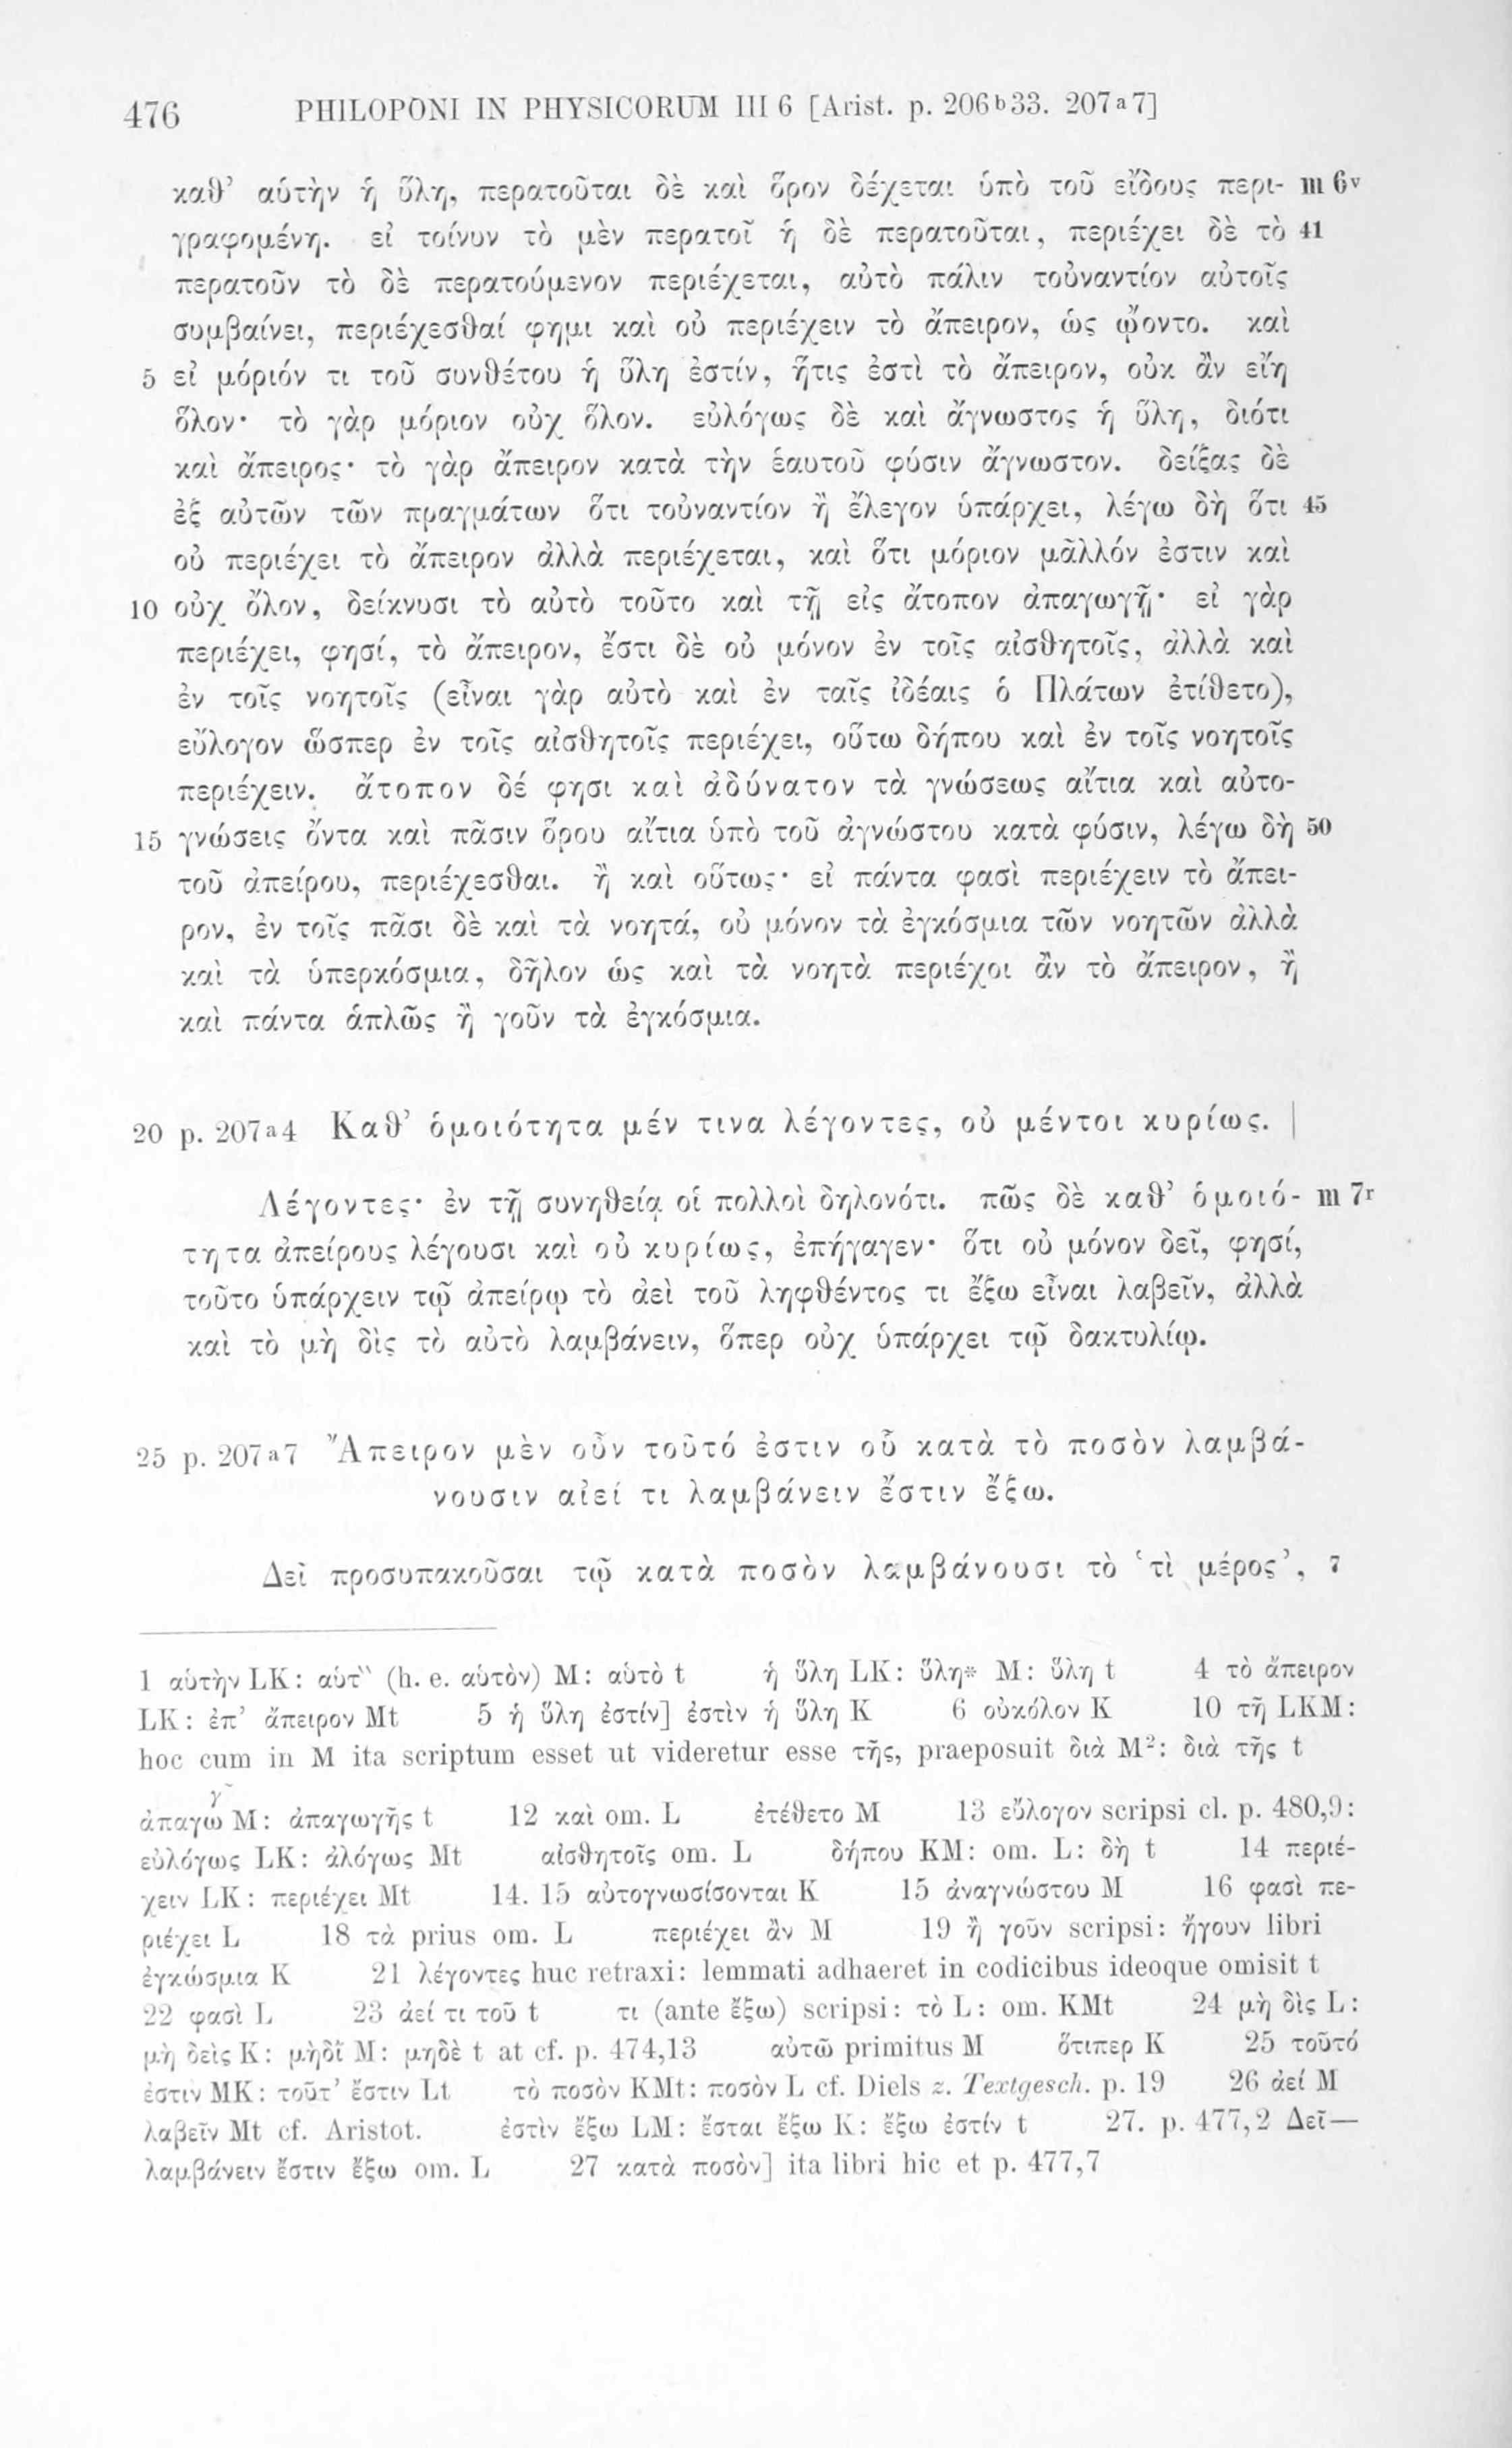 476 PHILOPONI IN PHYSICORUM III 6 [Arist. p. 206b33. 207a7]
καθ’ αὑτὴν ἡ ὕλη, περατοῦται δὲ καὶ ὅρον δέχεται ὑπὸ τοῦ εἴδους περι- m 6v
γραφομένη. εἰ τοίνυν τὸ μὲν περατοῖ ἡ δὲ περατοῦται, περιέχει δὲ τὸ 41
περατοῦν τὸ δὲ περατούμενον περιέχεται, αὐτὸ πάλιν τοὐναντίον αὐτοῖς
συμβαίνει, περιέχεσθαί φημι καὶ οὐ περιέχειν τὸ ἄπειρον, ὡς ᾤοντο. καὶ
5 εἰ μόριόν τι τοῦ συνθέτου ἡ ὕλη ἐστίν, ἥτις ἐστὶ τὸ ἄπειρον, οὐκ ἂν εἴη
ὅλον· τὸ γὰρ μόριον οὐχ ὅλον. εὐλόγως δὲ καὶ ἄγνωστος ἡ ὕλη, διότι
καὶ ἄπειρος· τὸ γὰρ ἄπειρον κατὰ τὴν ἑαυτοῦ φύσιν ἄγνωστον. δείξας δὲ
ἐξ αὐτῶν τῶν πραγμάτων ὅτι τοὐναντίον ἢ ἔλεγον ὑπάρχει, λέγω δὴ ὅτι 45
οὐ περιέχει τὸ ἄπειρον ἀλλὰ περιέχεται, καὶ ὅτι μόριον μᾶλλόν ἐστιν καὶ
10 οὐχ ὅλον, δείκνυσι τὸ αὐτὸ τοῦτο καὶ τῇ εἰς ἄτοπον ἀπαγωγῇ· εἰ γὰρ
περιέχει, φησί, τὸ ἄπειρον, ἔστι δὲ οὐ μόνον ἐν τοῖς αἰσθητοῖς, ἀλλὰ καὶ
ἐν τοῖς νοητοῖς (εἶναι γὰρ αὐτὸ καὶ ἐν ταῖς ἰδέαις ὁ Πλάτων ἐτίθετο),
εὔλογον ὥσπερ ἐν τοῖς αἰσθητοῖς περιέχει, οὕτω δήπου καὶ ἐν τοῖς νοητοῖς
περιέχειν. ἄτοπον δέ φησι καὶ ἀδύνατον τὰ γνώσεως αἴτια καὶ αὐτο-
15 γνώσεις ὄντα καὶ πᾶσιν ὅρου αἴτια ὑπὸ τοῦ ἀγνώστου κατὰ φύσιν, λέγω δὴ 50
τοῦ ἀπείρου, περιέχεσθαι. ἢ καὶ οὕτως· εἰ πάντα φασὶ περιέχειν τὸ ἄπει-
ρον, ἐν τοῖς πᾶσι δὲ καὶ τὰ νοητά, οὐ μόνον τὰ ἐγκόσμια τῶν νοητῶν ἀλλὰ
καὶ τὰ ὑπερκόσμια, δῆλον ὡς καὶ τὰ νοητὰ περιέχοι ἂν τὸ ἄπειρον, ἢ
καὶ πάντα ἁπλῶς ἢ γοῦν τὰ ἐγκόσμια.
20 p. 207a4 Καθ’ ὁμοιότητα μέν τινα λέγοντες, οὐ μέντοι κυρίως. |
Λέγοντες· ἐν τῇ συνηθείᾳ οἱ πολλοὶ δηλονότι. πῶς δὲ καθ’ ὁμοιό- m 7r
τητα ἀπείρους λέγουσι καὶ οὐ κυρίως, ἐπήγαγεν· ὅτι οὐ μόνον δεῖ, φησί,
τοῦτο ὑπάρχειν τῷ ἀπείρῳ τὸ ἀεὶ τοῦ ληφθέντος τι ἔξω εἶναι λαβεῖν, ἀλλὰ
καὶ τὸ μὴ δὶς τὸ αὐτὸ λαμβάνειν, ὅπερ οὐχ ὑπάρχει τῷ δακτυλίῳ.
25 p. 207a7 Ἄπειρον μὲν οὖν τοῦτό ἐστιν οὗ κατὰ τὸ ποσὸν λαμβά-
νουσιν αἰεί τι λαμβάνειν ἔστιν ἔξω.
Δεῖ προσυπακοῦσαι τῷ κατὰ ποσὸν λαμβάνουσι τὸ ‘τὶ μέρος’, 7
1 αὑτὴν LK: αὑτ‶ (h. e. αὑτὸν) M: αὑτὸ t ἡ ὕλη LK: ὕλη* M: ὕλη t 4 τὸ ἄπειρον
LK: ἐπ’ ἄπειρον Mt 5 ἡ ὕλη ἐστίν] ἐστὶν ἡ ὕλη K 6 οὐκόλον K 10 τῇ LKM:
hoc cum in M ita scriptum esset ut videretur esse τῆς, praeposuit διὰ M2: διὰ τῆς t
ἀπαγῶγ M: ἀπαγωγῆς t 12 καὶ om. L ἐτέθετο M 13 εὔλογον scripsi cl. p. 480,9:
εὐλόγως LK: ἀλόγως Mt αἰσθητοῖς om. L δήπου KM: om. L: δὴ t 14 περιέ-
χειν LK: περιέχει Mt 14. 15 αὐτογνωσίσονται K 15 ἀναγνώστου M 16 φασὶ πε-
ριέχει L 18 τὰ prius om. L περιέχει ἂν M 19 ἢ γοῦν scripsi: ἤγουν libri
ἐγκώσμια K 21 λέγοντες huc retraxi: lemmati adhaeret in codicibus ideoque omisit t
22 φασὶ L 23 ἀεί τι τοῦ t τι (ante ἔξω) scripsi: τὸ L: om. KMt 24 μὴ δὶς L:
μὴ δεὶς K: μὴδῖ M: μηδὲ t at cf. p. 474,13 αὐτῶ primitus M ὅτιπερ K 25 τοῦτό
ἐστιν MK: τοῦτ’ ἔστιν Lt τὸ ποσὸν KMt: ποσὸν L cf. Diels z. Textgesch. p. 19 26 ἀεί M
λαβεῖν Mt cf. Aristot. ἐστὶν ἔξω LM: ἔσται ἔξω K: ἔξω ἐστίν t 27. p. 477,2 Δεῖ—
λαμβάνειν ἔστιν ἔξω om. L 27 κατὰ ποσὸν] ita libri hic et p. 477,7